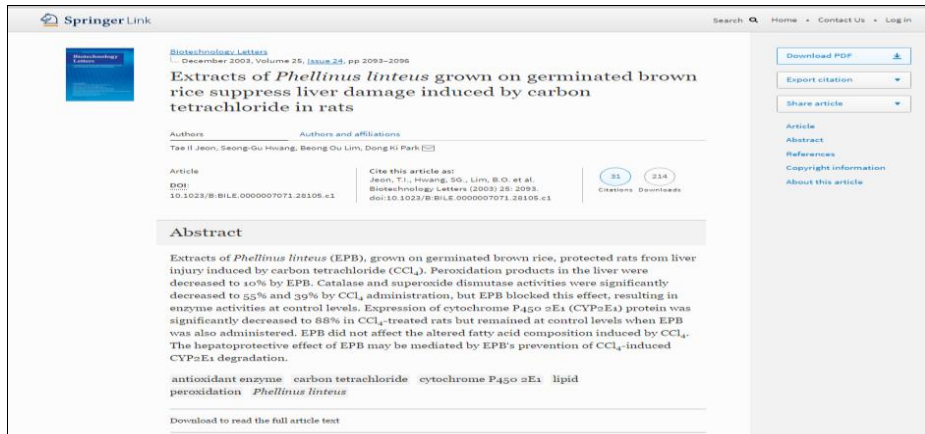 Springer Link
Search Home • Contact Us • Log in
Biotechnology Letters
Biotechnology Letters
December 2003, Volume 25, Issue 24, pp 2093–2096
Extracts of Phellinus linteus grown on germinated brown
rice suppress liver damage induced by carbon
tetrachloride in rats
Authors Authors and affiliations
Tae Il Jeon, Seong-Gu Hwang, Beong Ou Lim, Dong Ki Park
Article
DOI:
10.1023/B:BILE.0000007071.28105.c1
Cite this article as:
Jeon, T.I., Hwang, SG., Lim, B.O. et al.
Biotechnology Letters (2003) 25: 2093.
doi:10.1023/B:BILE.0000007071.28105.c1
31 214
Citations Downloads
Abstract
Extracts of Phellinus linteus (EPB), grown on germinated brown rice, protected rats from liver
injury induced by carbon tetrachloride (CCl₄). Peroxidation products in the liver were
decreased to 10% by EPB. Catalase and superoxide dismutase activities were significantly
decreased to 55% and 39% by CCl₄ administration, but EPB blocked this effect, resulting in
enzyme activities at control levels. Expression of cytochrome P450 2E1 (CYP2E1) protein was
significantly decreased to 88% in CCl₄-treated rats but remained at control levels when EPB
was also administered. EPB did not affect the altered fatty acid composition induced by CCl₄.
The hepatoprotective effect of EPB may be mediated by EPB's prevention of CCl₄-induced
CYP2E1 degradation.
antioxidant enzyme carbon tetrachloride cytochrome P450 2E1 lipid
peroxidation Phellinus linteus
Download to read the full article text
Download PDF
Export citation
Share article
Article
Abstract
References
Copyright information
About this article